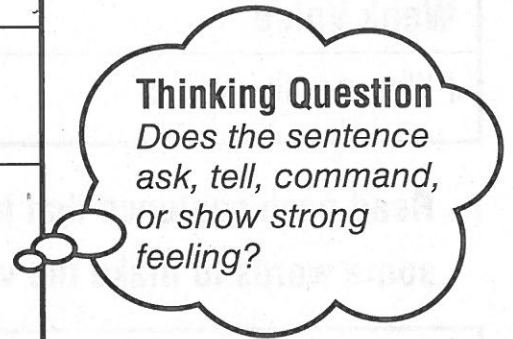 Thinking Question
Does the sentence
ask, tell, command,
or show strong
feeling?